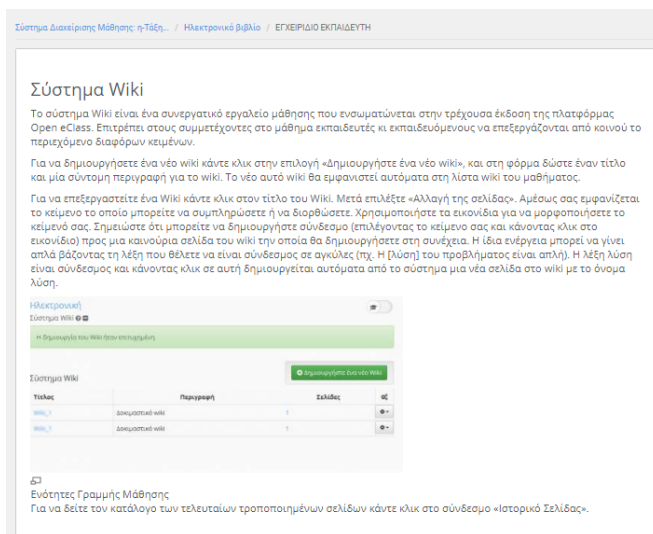 Σύστημα Διαχείρισης Μάθησης: η-Τάξη... / Ηλεκτρονικό βιβλίο / ΕΓΧΕΙΡΙΔΙΟ ΕΚΠΑΙΔΕΥΤΗ
Σύστημα Wiki
Το σύστημα Wiki είναι ένα συνεργατικό εργαλείο μάθησης που ενσωματώνεται στην τρέχουσα έκδοση της πλατφόρμας
Open eClass. Επιτρέπει στους συμμετέχοντες στο μάθημα εκπαιδευτές κι εκπαιδευόμενους να επεξεργάζονται από κοινού το
περιεχόμενο διαφόρων κειμένων.
Για να δημιουργήσετε ένα νέο wiki κάντε κλικ στην επιλογή «Δημιουργήστε ένα νέο wiki», και στη φόρμα δώστε έναν τίτλο
και μία σύντομη περιγραφή για το wiki. Το νέο αυτό wiki θα εμφανιστεί αυτόματα στη λίστα wiki του μαθήματος.
Για να επεξεργαστείτε ένα Wiki κάντε κλικ στον τίτλο του Wiki. Μετά επιλέξτε «Αλλαγή της σελίδας». Αμέσως σας εμφανίζεται
το κείμενο το οποίο μπορείτε να συμπληρώσετε ή να διορθώσετε. Χρησιμοποιήστε τα εικονίδια για να μορφοποιήσετε το
κείμενό σας. Σημειώστε ότι μπορείτε να δημιουργήστε σύνδεσμο (επιλέγοντας το κείμενο σας και κάνοντας κλικ στο
εικονίδιο) προς μια καινούρια σελίδα του wiki την οποία θα δημιουργήσετε στη συνέχεια. Η ίδια ενέργεια μπορεί να γίνει
απλά βάζοντας τη λέξη που θέλετε να είναι σύνδεσμος σε αγκύλες (πχ. Η [λύση] του προβλήματος είναι απλή). Η λέξη λύση
είναι σύνδεσμος και κάνοντας κλικ σε αυτή δημιουργείται αυτόματα από το σύστημα μια νέα σελίδα στο wiki με το όνομα
λύση.
Ηλεκτρονική
Σύστημα Wiki
Η δημιουργία του Wiki ήταν επιτυχημένη
Σύστημα Wiki
Δημιουργήστε ένα νέο Wiki
Τίτλος Περιγραφή Σελίδες
Wiki_1 Δοκιμαστικό wiki 1
Wiki_1 Δοκιμαστικό wiki 1
Ενότητες Γραμμής Μάθησης
Για να δείτε τον κατάλογο των τελευταίων τροποποιημένων σελίδων κάντε κλικ στο σύνδεσμο «Ιστορικό Σελίδας».